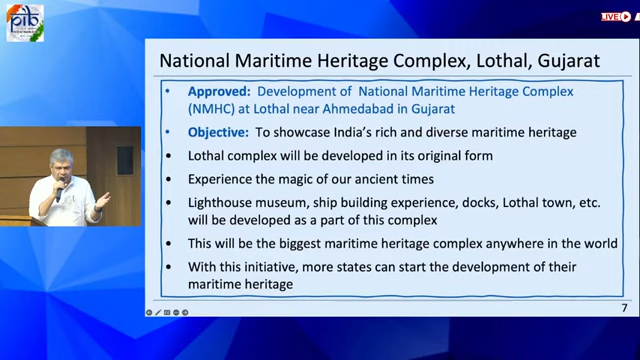 pib
LIVE
National Maritime Heritage Complex, Lothal, Gujarat
• Approved: Development of National Maritime Heritage Complex
(NMHC) at Lothal near Ahmedabad in Gujarat
• Objective: To showcase India's rich and diverse maritime heritage
• Lothal complex will be developed in its original form
• Experience the magic of our ancient times
• Lighthouse museum, ship building experience, docks, Lothal town, etc.
will be developed as a part of this complex
• This will be the biggest maritime heritage complex anywhere in the world
• With this initiative, more states can start the development of their
maritime heritage
7